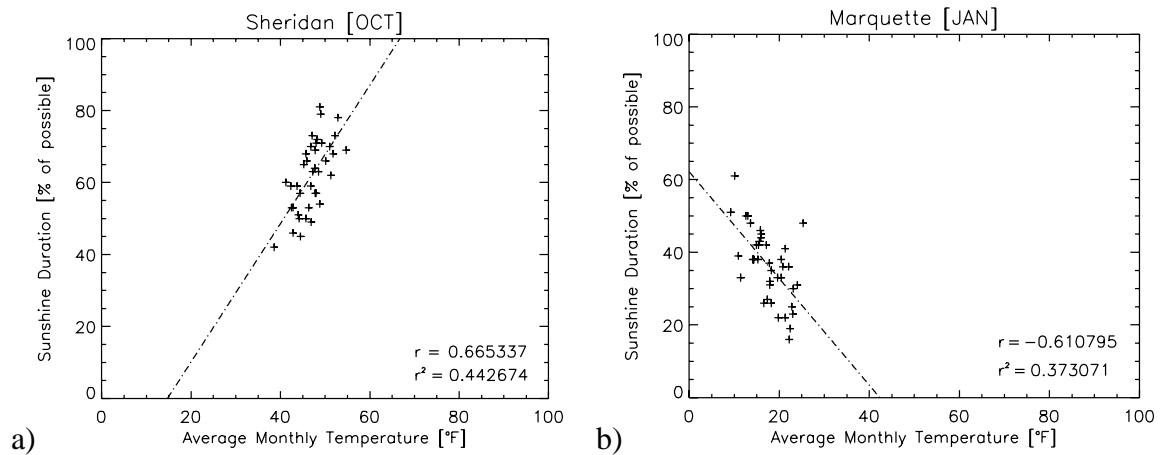 Sheridan [OCT]
100
80
60
40
20
0
Sunshine Duration [% of possible]
r = 0.665337
r² = 0.442674
0 20 40 60 80 100
Average Monthly Temperature [°F]
a)
Marquette [JAN]
100
80
60
40
20
0
Sunshine Duration [% of possible]
r = −0.610795
r² = 0.373071
0 20 40 60 80 100
Average Monthly Temperature [°F]
b)